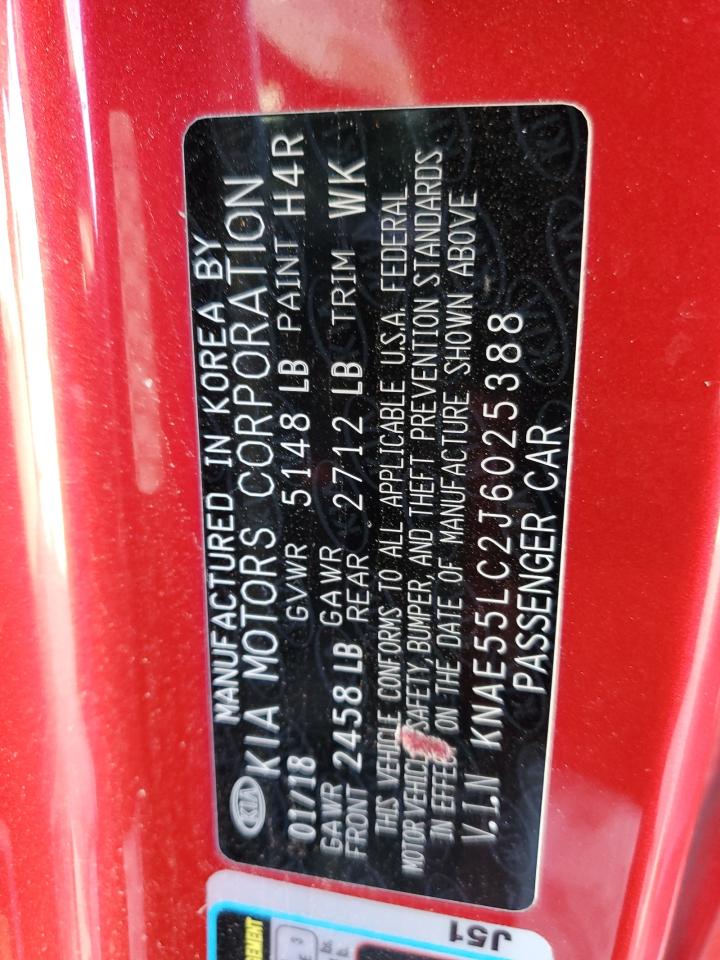 KIA
MANUFACTURED IN KOREA BY
KIA MOTORS CORPORATION
01/18 GVWR 5148 LB PAINT H4R
GAWR FRONT 2458 LB GAWR REAR 2712 LB TRIM WK
THIS VEHICLE CONFORMS TO ALL APPLICABLE U.S.A. FEDERAL
MOTOR VEHICLE SAFETY, BUMPER, AND THEFT PREVENTION STANDARDS
IN EFFECT ON THE DATE OF MANUFACTURE SHOWN ABOVE
V.I.N KNAE55LC2J6025388
PASSENGER CAR
J51
3